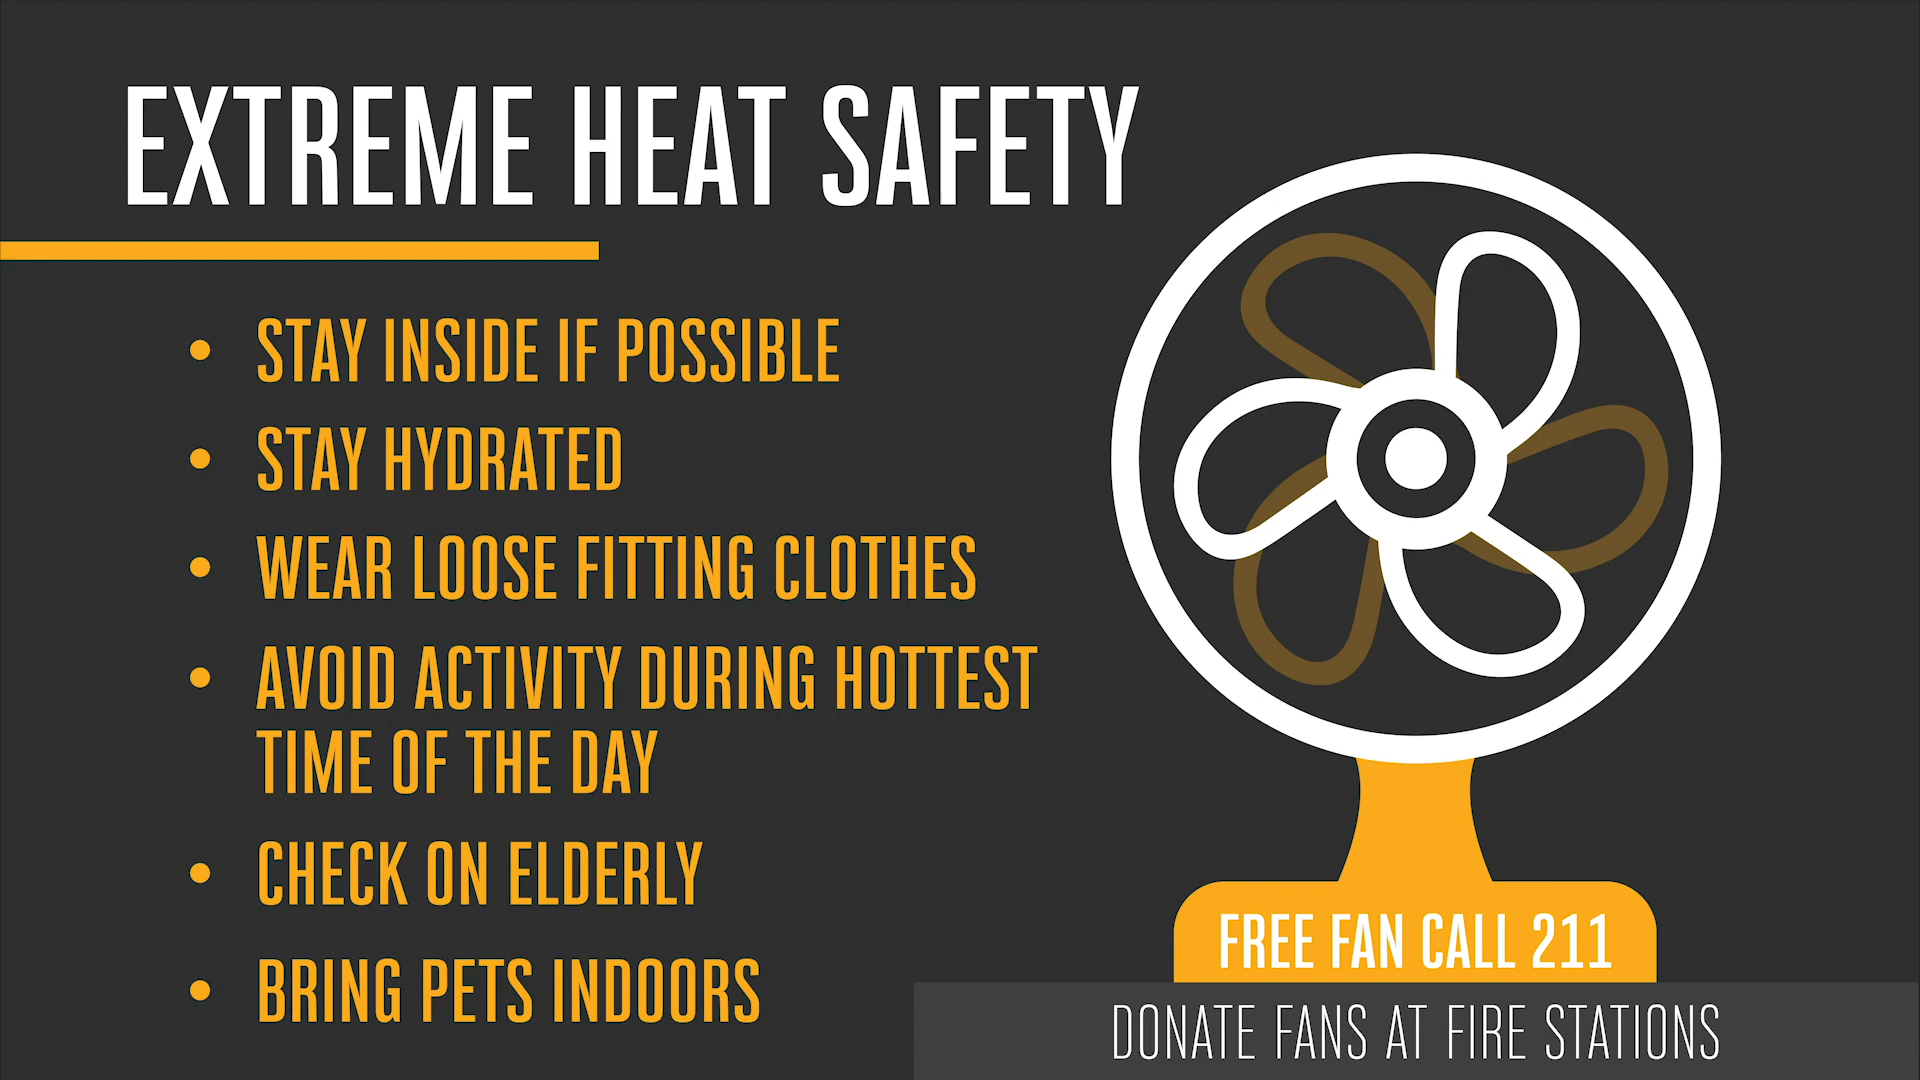 EXTREME HEAT SAFETY
• STAY INSIDE IF POSSIBLE
• STAY HYDRATED
• WEAR LOOSE FITTING CLOTHES
• AVOID ACTIVITY DURING HOTTEST
TIME OF THE DAY
• CHECK ON ELDERLY
• BRING PETS INDOORS
FREE FAN CALL 211
DONATE FANS AT FIRE STATIONS